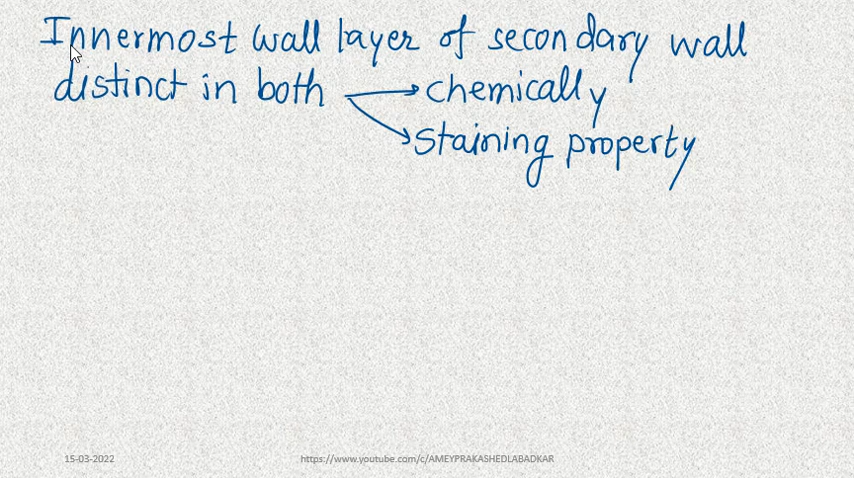 Innermost wall layer of secondary wall
distinct in both → chemically
→ Staining property
15-03-2022 https://www.youtube.com/c/AMEYPRAKASHEDLABADKAR